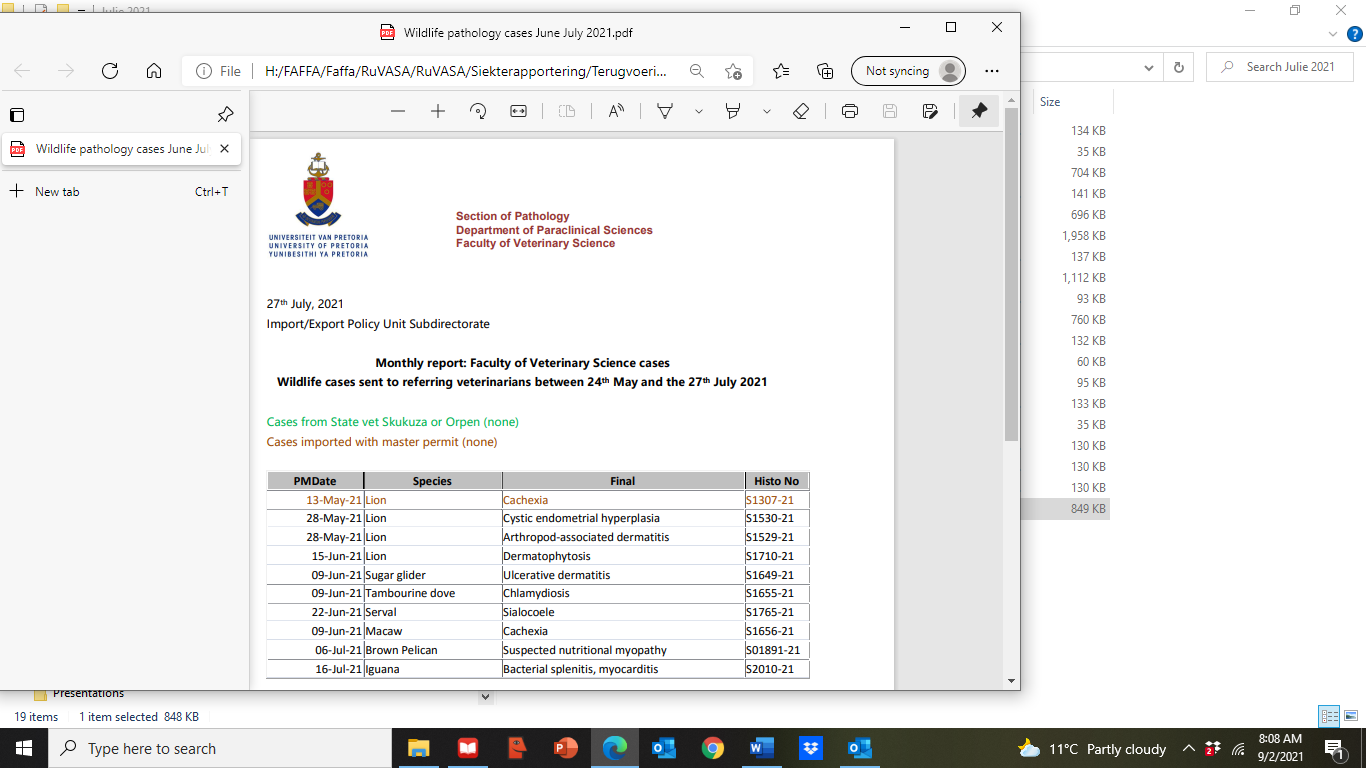 Julie 2021
Wildlife pathology cases June July 2021.pdf
File H:/FAFFA/Faffa/RuVASA/RuVASA/Siekterapportering/Terugvoeri...
Not syncing
Search Julie 2021
Wildlife pathology cases June Jul
New tab Ctrl+T
UNIVERSITEIT VAN PRETORIA
UNIVERSITY OF PRETORIA
YUNIBESITHI YA PRETORIA
Section of Pathology
Department of Paraclinical Sciences
Faculty of Veterinary Science
27th July, 2021
Import/Export Policy Unit Subdirectorate
Monthly report: Faculty of Veterinary Science cases
Wildlife cases sent to referring veterinarians between 24th May and the 27th July 2021
Cases from State vet Skukuza or Orpen (none)
Cases imported with master permit (none)
PMDate Species Final Histo No
13-May-21 Lion Cachexia S1307-21
28-May-21 Lion Cystic endometrial hyperplasia S1530-21
28-May-21 Lion Arthropod-associated dermatitis S1529-21
15-Jun-21 Lion Dermatophytosis S1710-21
09-Jun-21 Sugar glider Ulcerative dermatitis S1649-21
09-Jun-21 Tambourine dove Chlamydiosis S1655-21
22-Jun-21 Serval Sialocoele S1765-21
09-Jun-21 Macaw Cachexia S1656-21
06-Jul-21 Brown Pelican Suspected nutritional myopathy S01891-21
16-Jul-21 Iguana Bacterial splenitis, myocarditis S2010-21
Size
134 KB
35 KB
704 KB
141 KB
696 KB
1,958 KB
137 KB
1,112 KB
93 KB
760 KB
132 KB
60 KB
95 KB
133 KB
35 KB
130 KB
130 KB
130 KB
849 KB
Presentations
19 items 1 item selected 848 KB
Type here to search
11°C Partly cloudy
8:08 AM
9/2/2021